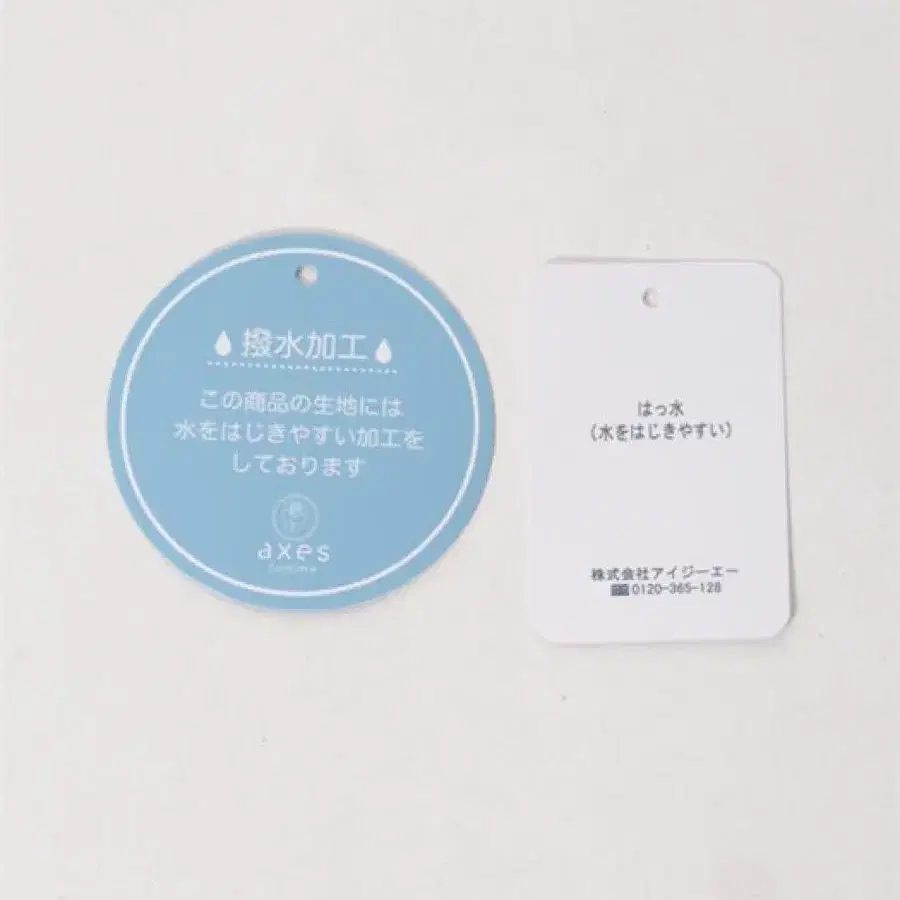 撥水加工
この商品の生地には
水をはじきやすい加工を
しております
axes
femme
はっ水
(水をはじきやすい)
株式会社アイジーエー
0120-365-128